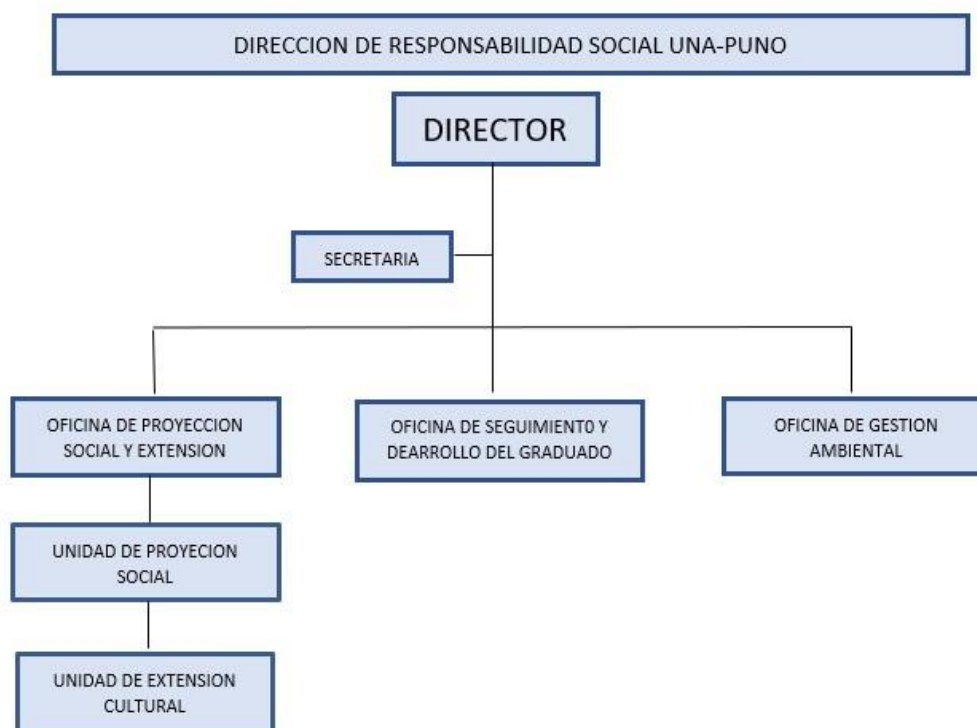 DIRECCION DE RESPONSABILIDAD SOCIAL UNA-PUNO
DIRECTOR
SECRETARIA
OFICINA DE PROYECCION
SOCIAL Y EXTENSION
OFICINA DE SEGUIMIENT0 Y
DEARROLLO DEL GRADUADO
OFICINA DE GESTION
AMBIENTAL
UNIDAD DE PROYECION
SOCIAL
UNIDAD DE EXTENSION
CULTURAL